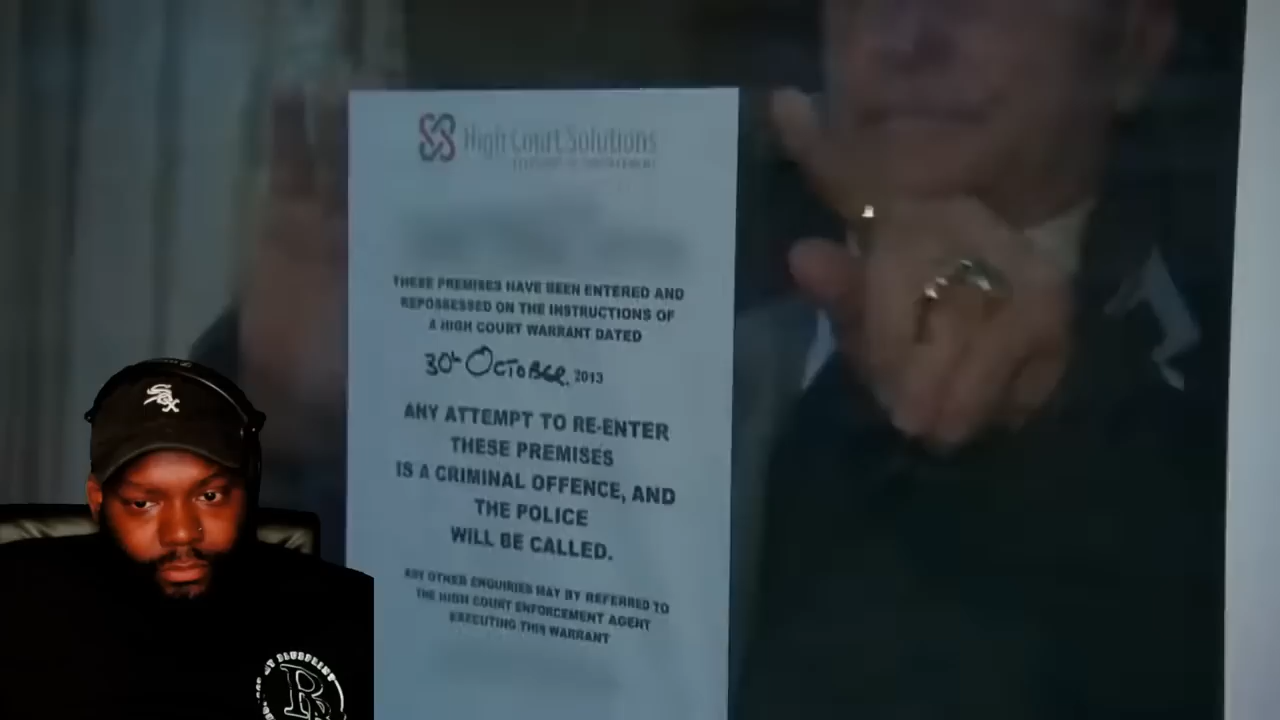 High Court Solutions
THESE PREMISES HAVE BEEN ENTERED AND
REPOSSESSED ON THE INSTRUCTIONS OF
A HIGH COURT WARRANT DATED
30th OCTOBER, 2013
ANY ATTEMPT TO RE-ENTER
THESE PREMISES
IS A CRIMINAL OFFENCE, AND
THE POLICE
WILL BE CALLED.
ANY OTHER ENQUIRIES MAY BY REFERRED TO
THE HIGH COURT ENFORCEMENT AGENT
EXECUTING THIS WARRANT
Sox